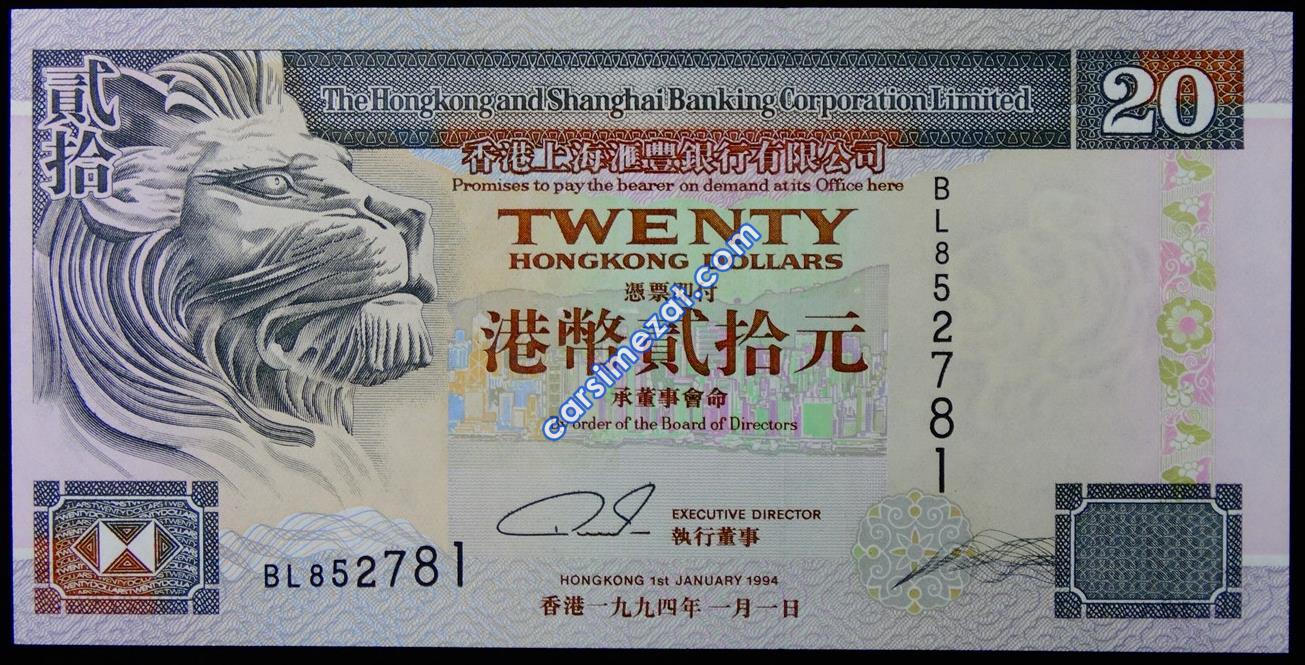 貳拾
The Hongkong and Shanghai Banking Corporation Limited
20
香港上海滙豐銀行有限公司
Promises to pay the bearer on demand at its Office here
BL852781
TWENTY
HONGKONG DOLLARS
憑票即付
港幣貳拾元
carsimezat.com
承董事會命
By order of the Board of Directors
EXECUTIVE DIRECTOR
執行董事
BL852781
HONGKONG 1st JANUARY 1994
香港一九九四年一月一日